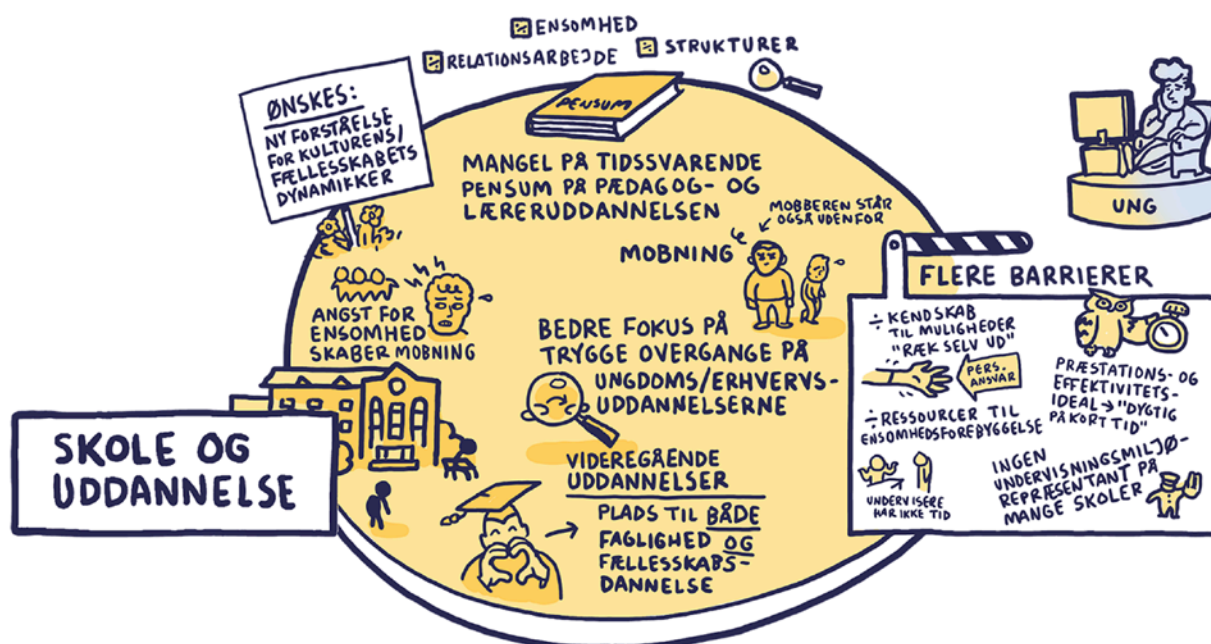 ENSOMHED
RELATIONSARBEJDE
STRUKTURER
ØNSKES:
NY FORSTÅELSE
FOR KULTURENS/
FÆLLESSKABETS
DYNAMIKKER
PENSUM
MANGEL PÅ TIDSSVARENDE
PENSUM PÅ PÆDAGOG- OG
LÆRERUDDANNELSEN
MOBBEREN STÅR
OGSÅ UDENFOR
MOBNING
ANGST FOR
ENSOMHED
SKABER MOBNING
BEDRE FOKUS PÅ
TRYGGE OVERGANGE PÅ
UNGDOMS/ERHVERVS-
UDDANNELSERNE
SKOLE OG
UDDANNELSE
VIDEREGÅENDE
UDDANNELSER
PLADS TIL BÅDE
FAGLIGHED OG
FÆLLESSKABS-
DANNELSE
UNG
FLERE BARRIERER
÷ KENDSKAB
TIL MULIGHEDER
"RÆK SELV UD"
PERS.
ANSVAR
÷ RESSOURCER TIL
ENSOMHEDSFOREBYGGELSE
UNDERVISERE
HAR IKKE TID
PRÆSTATIONS- OG
EFFEKTIVITETS-
IDEAL → "DYGTIG
PÅ KORT TID"
INGEN
UNDERVISNINGSMILJØ-
REPRÆSENTANT PÅ
MANGE SKOLER